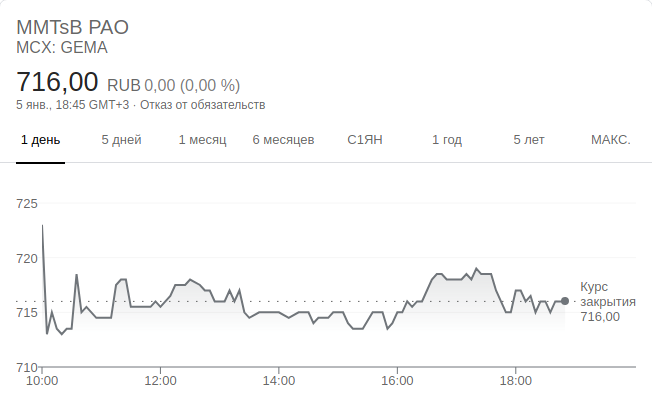 MMTsB PAO
MCX: GEMA
716,00 RUB 0,00 (0,00 %)
5 янв., 18:45 GMT+3 · Отказ от обязательств
1 день 5 дней 1 месяц 6 месяцев С1ЯН 1 год 5 лет МАКС.
725
720
715
710
Курс
закрытия
716,00
10:00 12:00 14:00 16:00 18:00